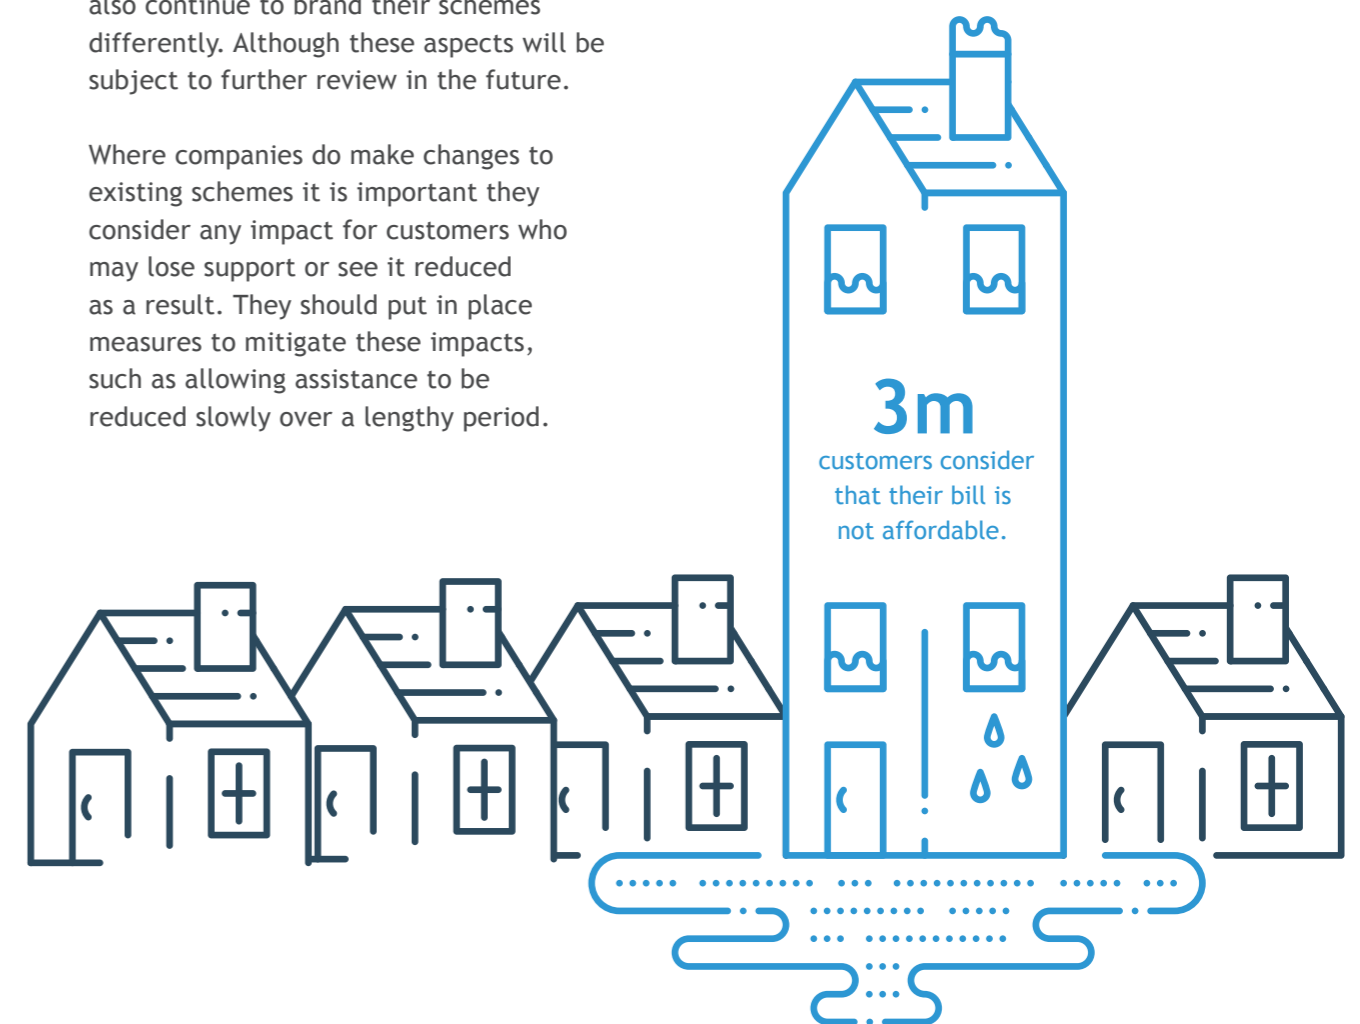 also continue to brand their schemes
differently. Although these aspects will be
subject to further review in the future.
Where companies do make changes to
existing schemes it is important they
consider any impact for customers who
may lose support or see it reduced
as a result. They should put in place
measures to mitigate these impacts,
such as allowing assistance to be
reduced slowly over a lengthy period.
3m
customers consider
that their bill is
not affordable.